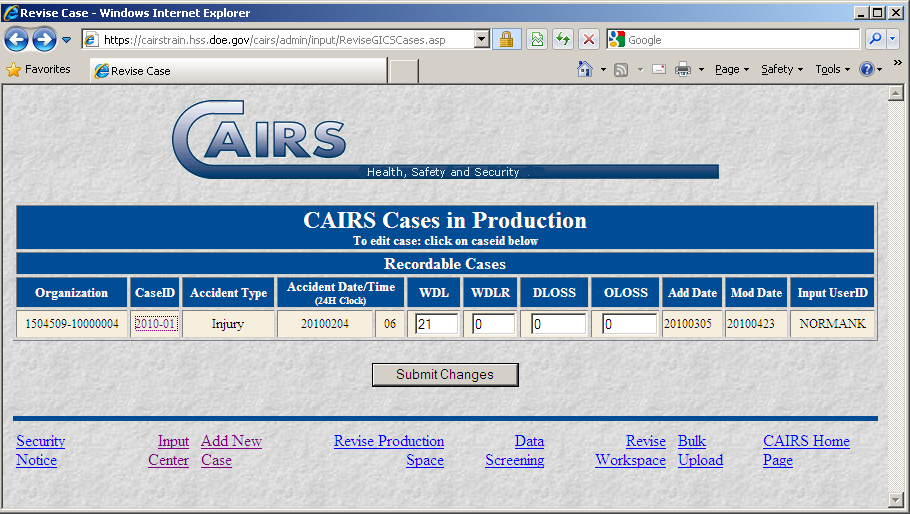 Revise Case - Windows Internet Explorer
https://cairstrain.hss.doe.gov/cairs/admin/input/ReviseGICSCases.asp
Google
Favorites
Revise Case
Page
Safety
Tools
CAIRS
Health, Safety and Security
CAIRS Cases in Production
To edit case: click on caseid below
Recordable Cases
Organization CaseID Accident Type Accident Date/Time (24H Clock) WDL WDLR DLOSS OLOSS Add Date Mod Date Input UserID
1504509-10000004 2010-01 Injury 20100204 06 21 0 0 0 20100305 20100423 NORMANK
Submit Changes
Security Notice
Input Center
Add New Case
Revise Production Space
Data Screening
Revise Workspace
Bulk Upload
CAIRS Home Page